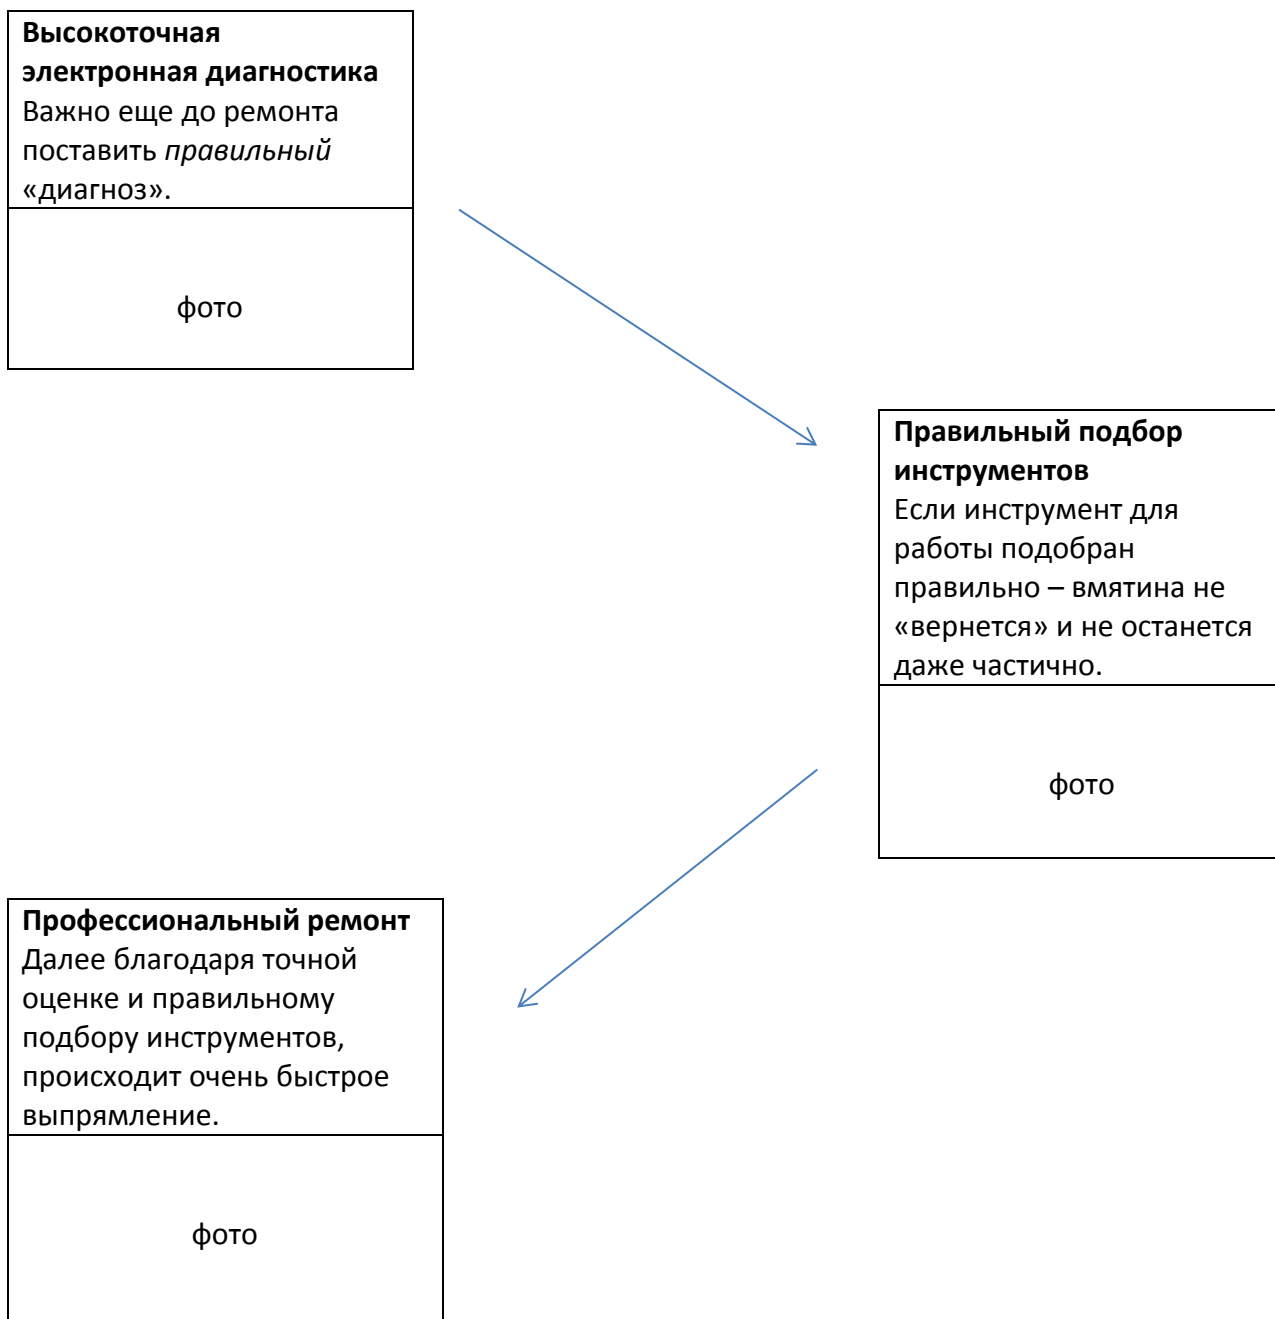 Высокоточная
электронная диагностика
Важно еще до ремонта
поставить правильный
«диагноз».
фото
Правильный подбор
инструментов
Если инструмент для
работы подобран
правильно – вмятина не
«вернется» и не останется
даже частично.
фото
Профессиональный ремонт
Далее благодаря точной
оценке и правильному
подбору инструментов,
происходит очень быстрое
выпрямление.
фото